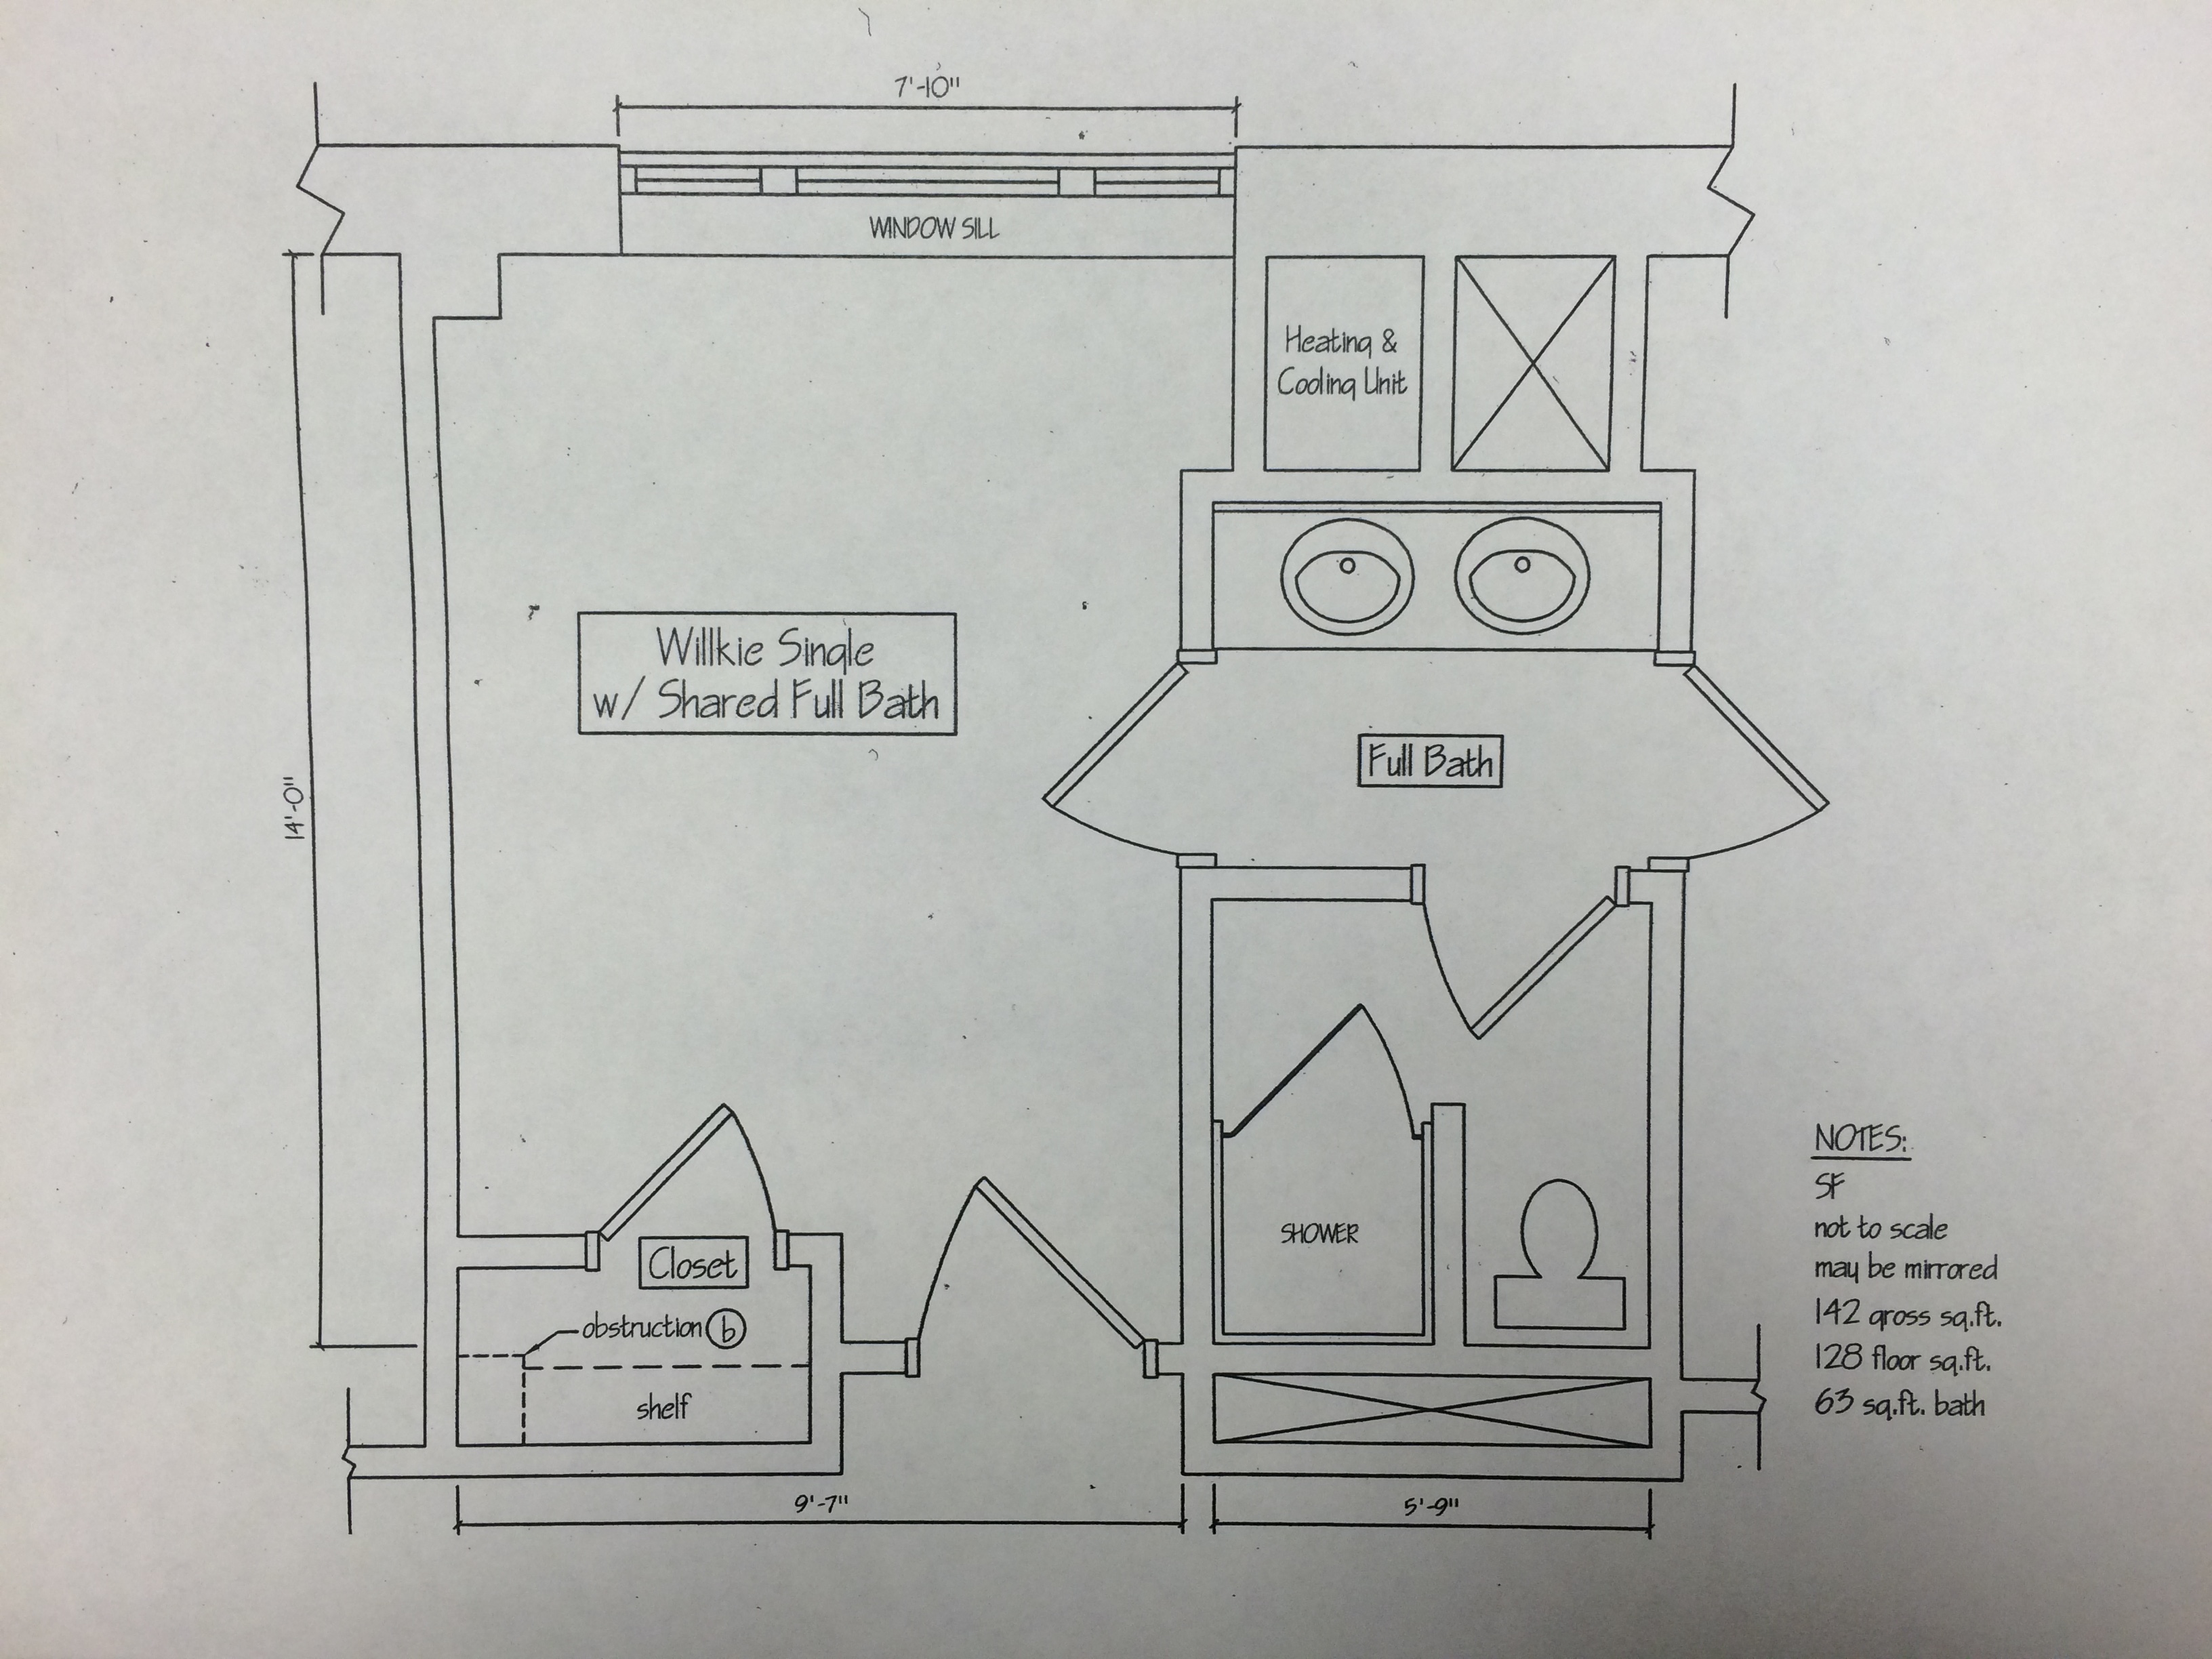 7'-10"
WINDOW SILL
Heating &
Cooling Unit
Willkie Single
w/ Shared Full Bath
Full Bath
14'-0"
NOTES:
SF
not to scale
may be mirrored
142 gross sq.ft.
128 floor sq.ft.
63 sq.ft. bath
SHOWER
Closet
obstruction b
shelf
9'-7"
5'-9"